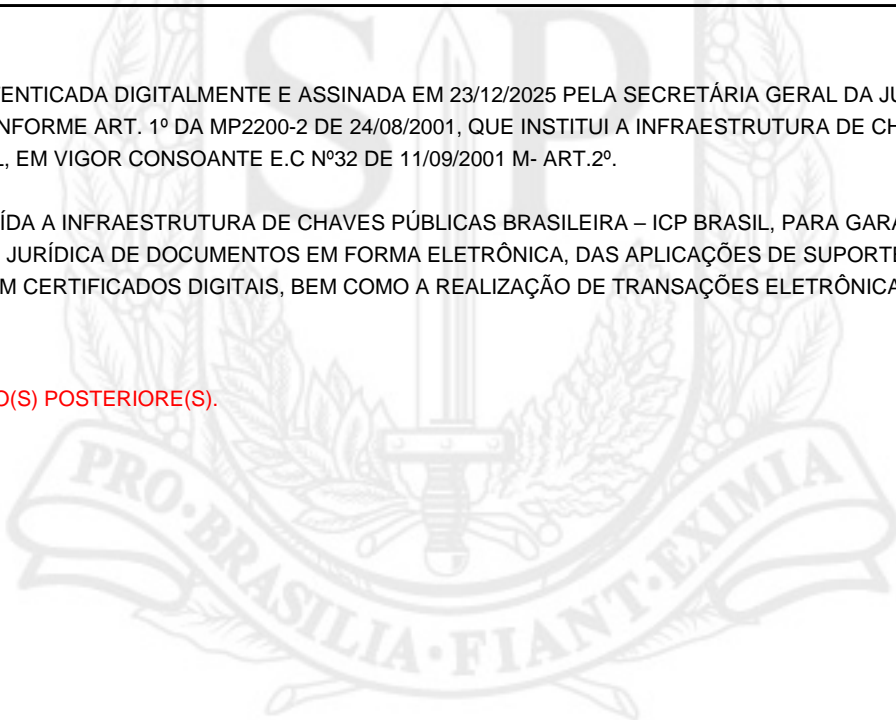 ENTICADA DIGITALMENTE E ASSINADA EM 23/12/2025 PELA SECRETÁRIA GERAL DA JU
NFORME ART. 1º DA MP2200-2 DE 24/08/2001, QUE INSTITUI A INFRAESTRUTURA DE CH
L, EM VIGOR CONSOANTE E.C Nº32 DE 11/09/2001 M- ART.2º.
ÍDA A INFRAESTRUTURA DE CHAVES PÚBLICAS BRASILEIRA – ICP BRASIL, PARA GARA
JURÍDICA DE DOCUMENTOS EM FORMA ELETRÔNICA, DAS APLICAÇÕES DE SUPORTE
M CERTIFICADOS DIGITAIS, BEM COMO A REALIZAÇÃO DE TRANSAÇÕES ELETRÔNICA
O(S) POSTERIORE(S).
SP
PRO·BRASILIA·FIANT·EXIMIA